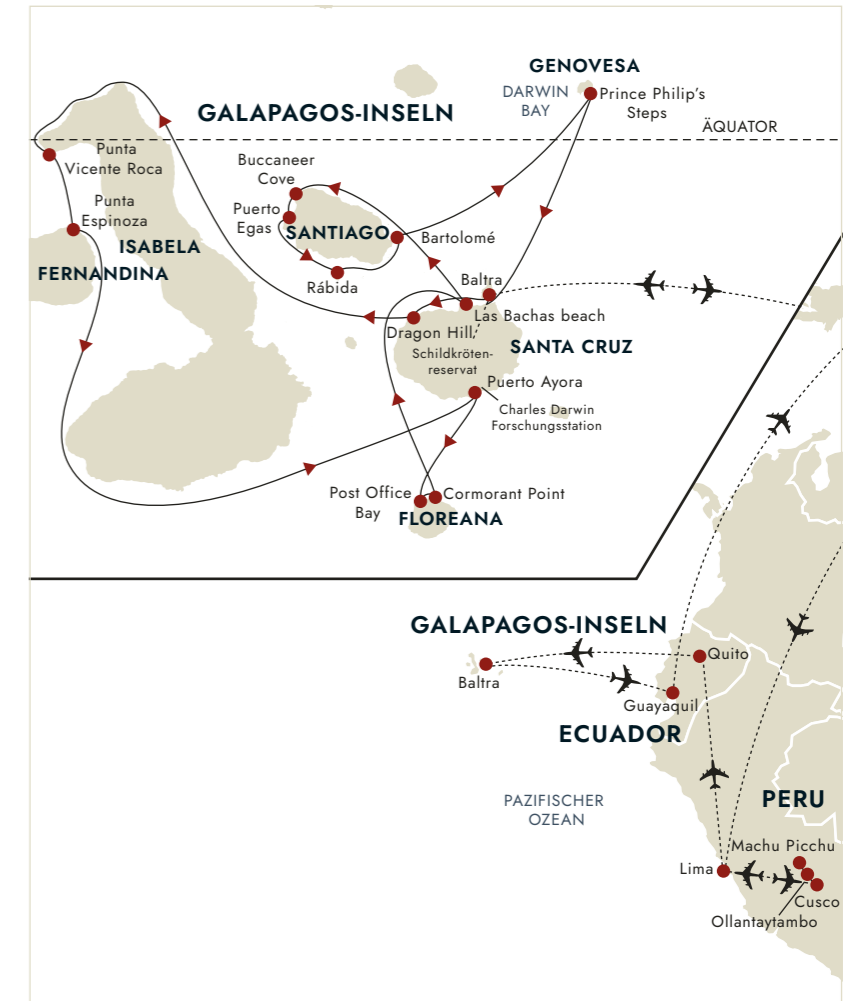 GENOVESA
DARWIN
BAY
Prince Philip's
Steps
GALAPAGOS-INSELN
ÄQUATOR
Punta
Vicente Roca
Buccaneer
Cove
Punta
Espinoza
Puerto
Egas
SANTIAGO
Bartolomé
ISABELA
FERNANDINA
Rábida
Baltra
Las Bachas beach
Dragon Hill,
Schildkröten-
reservat
SANTA CRUZ
Puerto Ayora
Charles Darwin
Forschungsstation
Post Office
Bay
Cormorant Point
FLOREANA
GALAPAGOS-INSELN
Quito
Baltra
Guayaquil
ECUADOR
PAZIFISCHER
OZEAN
PERU
Machu Picchu
Lima
Cusco
Ollantaytambo